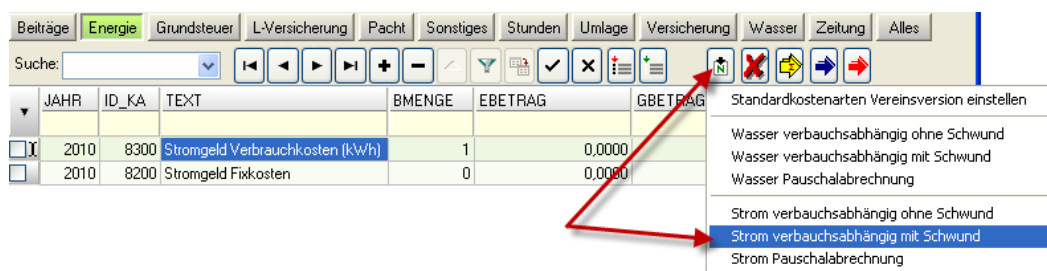 Beiträge Energie Grundsteuer L-Versicherung Pacht Sonstiges Stunden Umlage Versicherung Wasser Zeitung Alles
Suche:
N
JAHR ID_KA TEXT BMENGE EBETRAG GBETRAG
2010 8300 Stromgeld Verbrauchkosten (kWh) 1 0,0000
2010 8200 Stromgeld Fixkosten 0 0,0000
Standardkostenarten Vereinsversion einstellen
Wasser verbauchsabhängig ohne Schwund
Wasser verbauchsabhängig mit Schwund
Wasser Pauschalabrechnung
Strom verbauchsabhängig ohne Schwund
Strom verbauchsabhängig mit Schwund
Strom Pauschalabrechnung